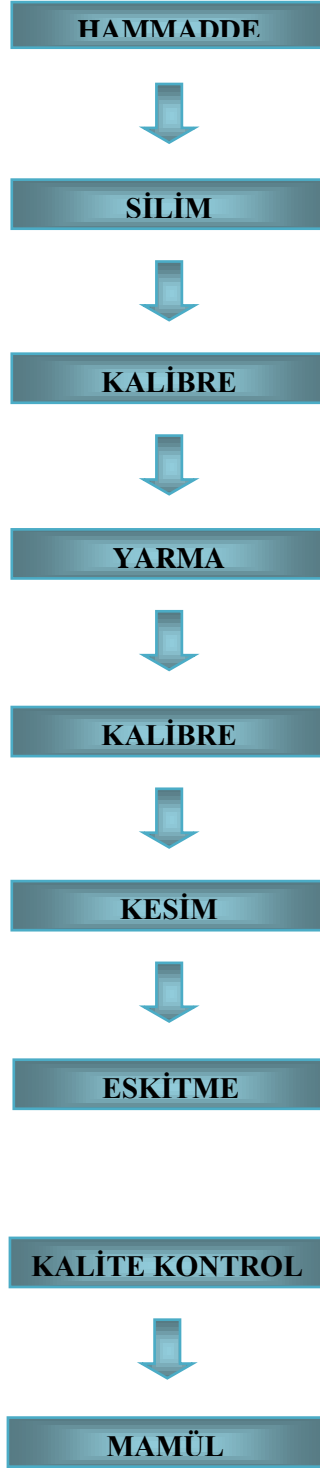 HAMMADDE
SİLİM
KALİBRE
YARMA
KALİBRE
KESİM
ESKİTME
KALİTE KONTROL
MAMÜL